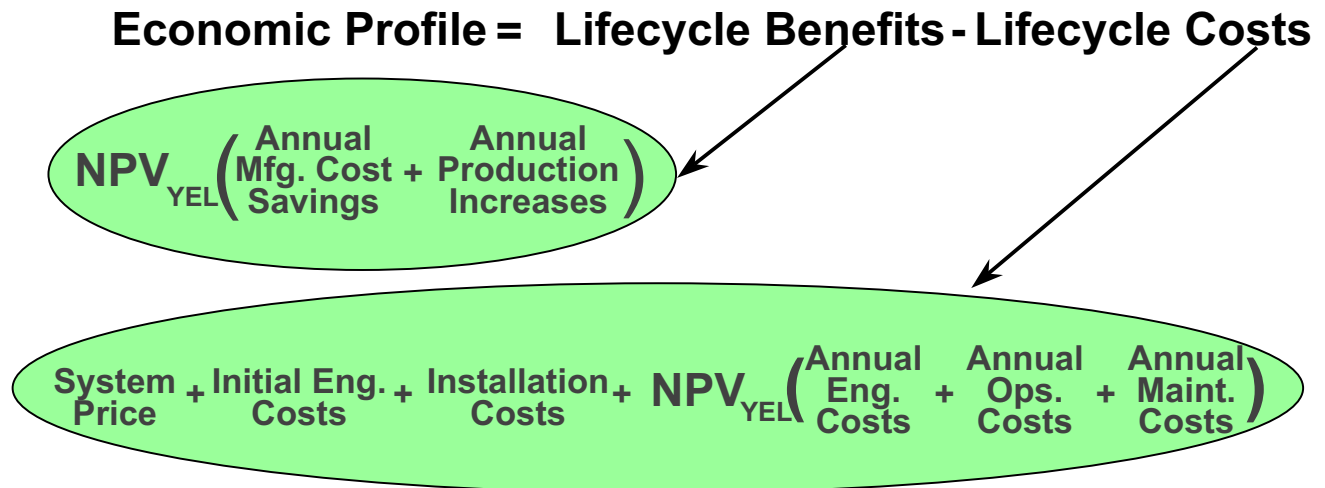 Economic Profile = Lifecycle Benefits - Lifecycle Costs
NPV YEL ( Annual Mfg. Cost Savings + Annual Production Increases )
System Price + Initial Eng. Costs + Installation Costs + NPV YEL ( Annual Eng. Costs + Annual Ops. Costs + Annual Maint. Costs )